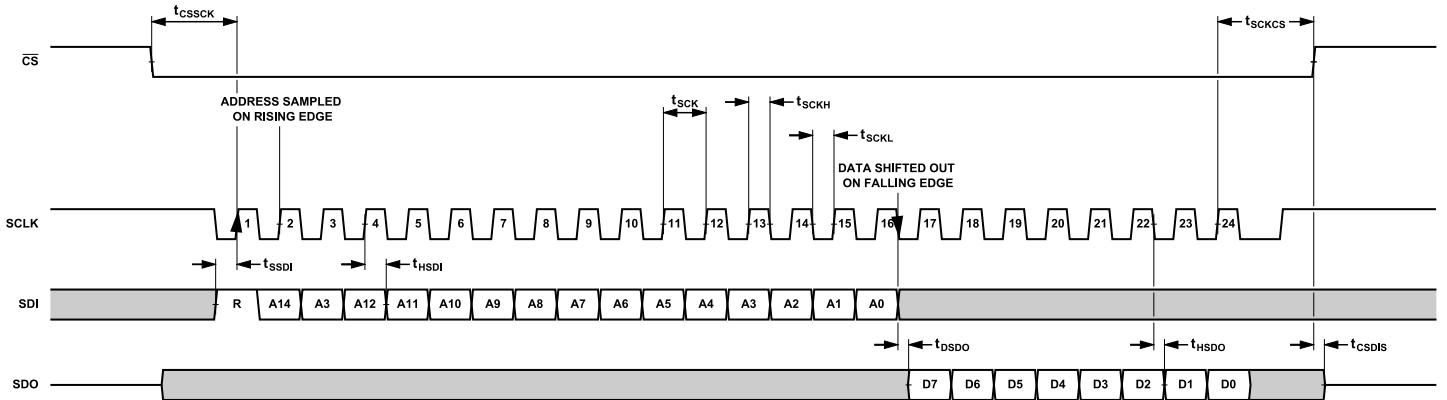 tCSSCK
tSCKCS
CS
ADDRESS SAMPLED
ON RISING EDGE
tSCK
tSCKH
tSCKL
DATA SHIFTED OUT
ON FALLING EDGE
SCLK
1 2 3 4 5 6 7 8 9 10 11 12 13 14 15 16 17 18 19 20 21 22 23 24
tSSDI
tHSDI
SDI
R A14 A3 A12 A11 A10 A9 A8 A7 A6 A5 A4 A3 A2 A1 A0
tDSDO
tHSDO
tCSDIS
SDO
D7 D6 D5 D4 D3 D2 D1 D0